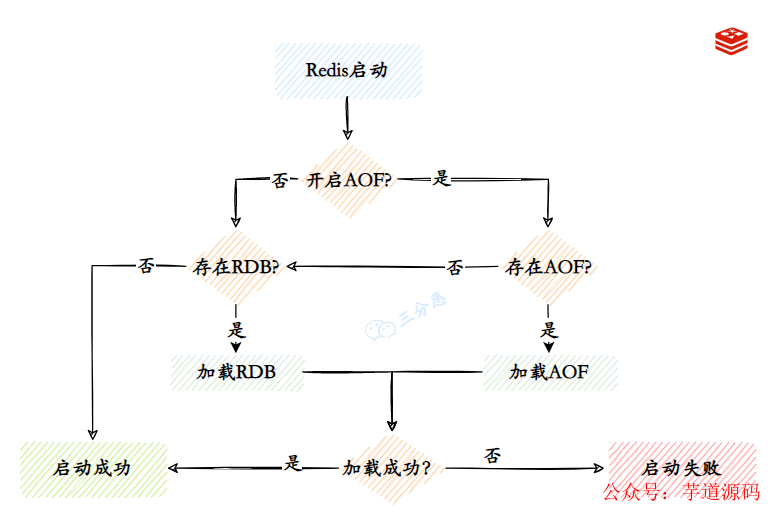 Redis启动
否
开启AOF?
是
存在RDB?
存在AOF?
否
否
三分恶
是
是
加载RDB
加载AOF
启动成功
是
加载成功?
否
启动失败
公众号：芋道源码